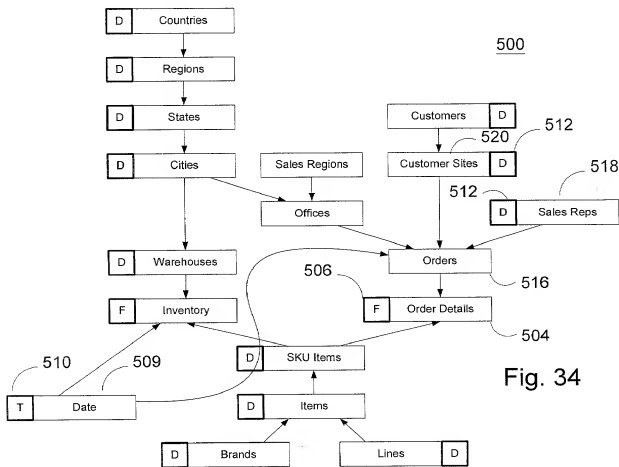 D Countries
500
D Regions
D States
Customers D
520
512
D Cities
Sales Regions
Customer Sites D
518
512
Offices
D Sales Reps
D Warehouses
Orders
506
516
F Inventory
F Order Details
504
D SKU Items
510
509
Fig. 34
T Date
D Items
D Brands
Lines D